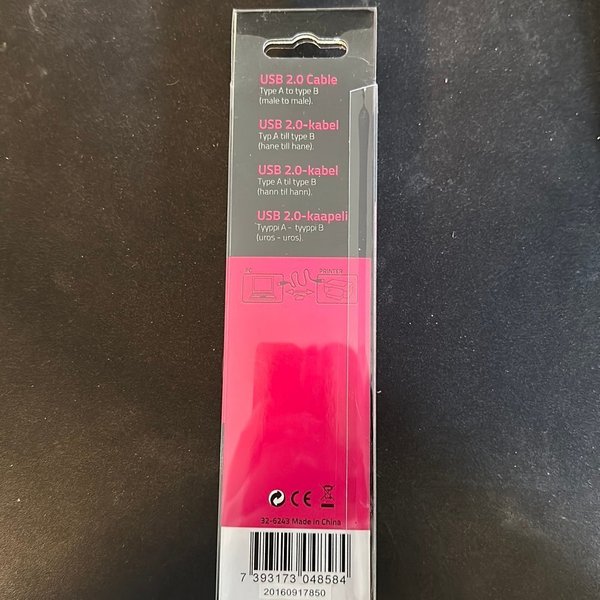 USB 2.0 Cable
Type A to type B
(male to male).
USB 2.0-kabel
Typ A till type B
(hane till hane).
USB 2.0-kabel
Type A til type B
(hann til hann).
USB 2.0-kaapeli
Tyyppi A - tyyppi B
(uros - uros).
PC PRINTER
CE
32-6243 Made in China
7 393173 048584
20160917850